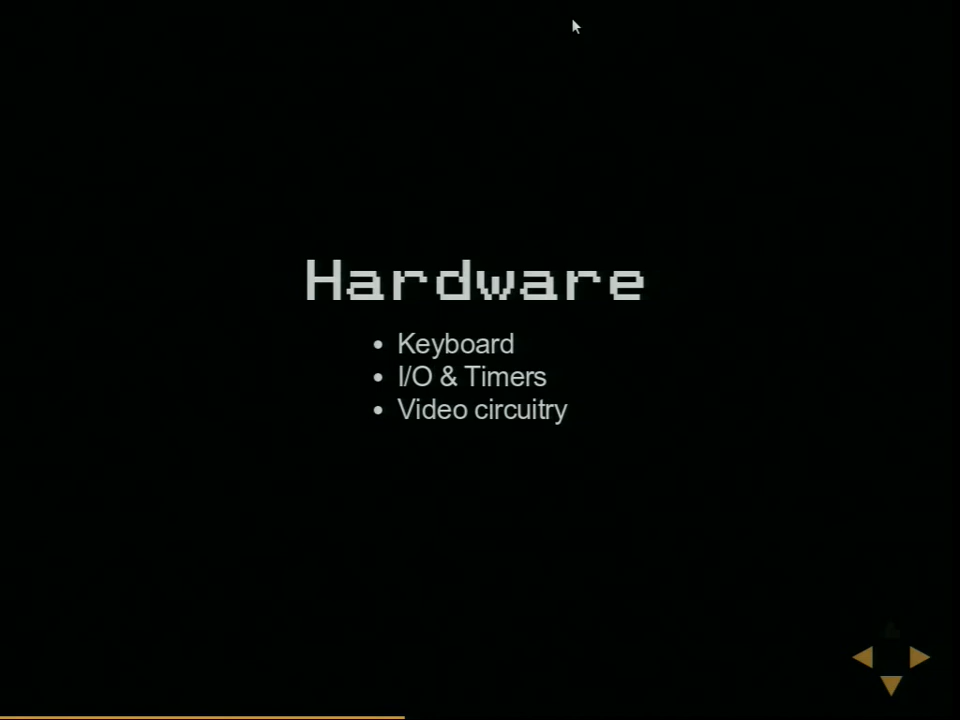 Hardware
• Keyboard
• I/O & Timers
• Video circuitry